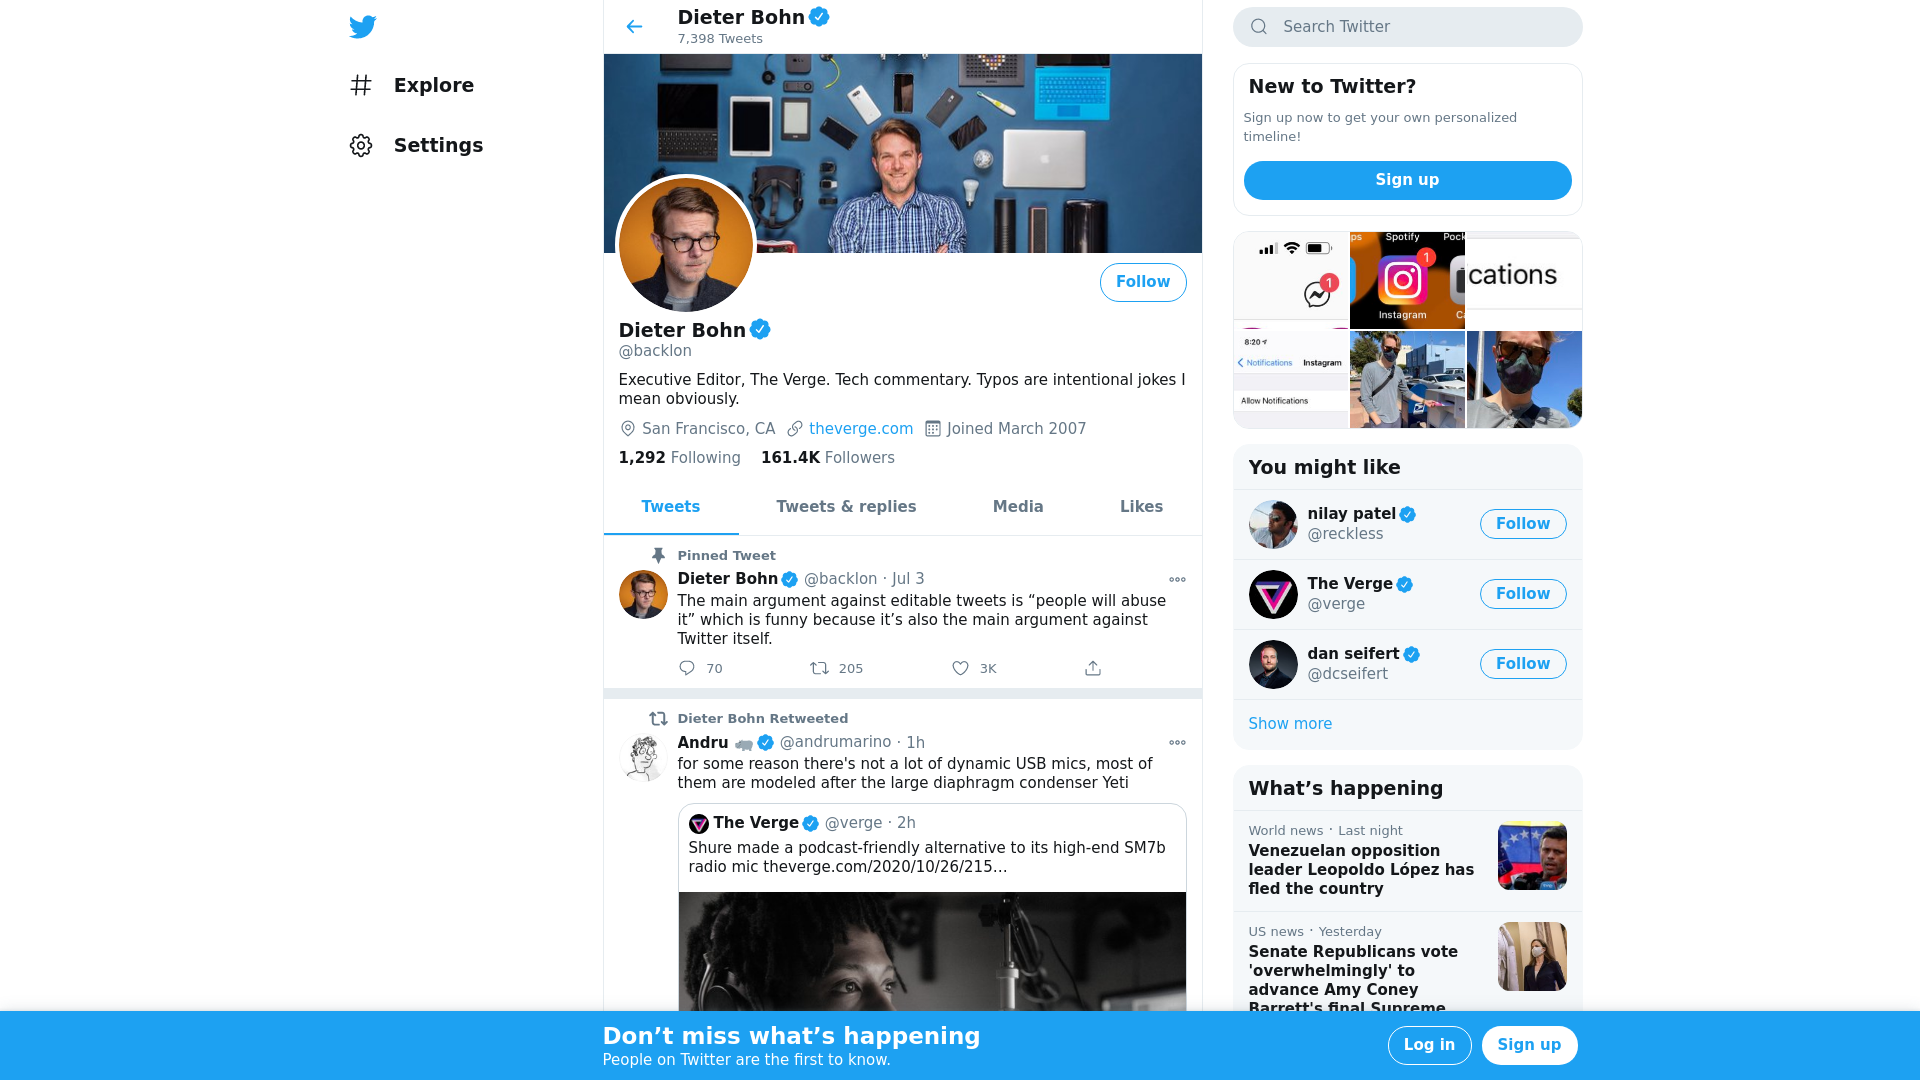 Explore
Settings
Dieter Bohn
7,398 Tweets
Follow
Dieter Bohn
@backlon
Executive Editor, The Verge. Tech commentary. Typos are intentional jokes I
mean obviously.
San Francisco, CA theverge.com Joined March 2007
1,292 Following 161.4K Followers
Tweets Tweets & replies Media Likes
Pinned Tweet
Dieter Bohn @backlon · Jul 3
The main argument against editable tweets is “people will abuse
it” which is funny because it’s also the main argument against
Twitter itself.
70 205 3K
Dieter Bohn Retweeted
Andru @andrumarino · 1h
for some reason there's not a lot of dynamic USB mics, most of
them are modeled after the large diaphragm condenser Yeti
The Verge @verge · 2h
Shure made a podcast-friendly alternative to its high-end SM7b
radio mic theverge.com/2020/10/26/215…
Search Twitter
New to Twitter?
Sign up now to get your own personalized
timeline!
Sign up
1
ps Spotify Pock
1
Instagram Ca
cations
8:20
Notifications Instagram
Allow Notifications
You might like
nilay patel
@reckless
Follow
The Verge
@verge
Follow
dan seifert
@dcseifert
Follow
Show more
What’s happening
World news · Last night
Venezuelan opposition
leader Leopoldo López has
fled the country
US news · Yesterday
Senate Republicans vote
'overwhelmingly' to
advance Amy Coney
Barrett's final Supreme
Don’t miss what’s happening
People on Twitter are the first to know.
Log in
Sign up